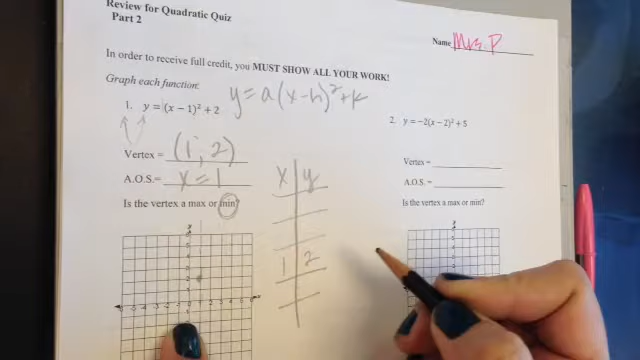 Review for Quadratic Quiz
Part 2
Name Mrs. P
In order to receive full credit, you MUST SHOW ALL YOUR WORK!
Graph each function:
y = a(x-h)² + k
1. y = (x − 1)² + 2
2. y = −2(x − 2)² + 5
Vertex = (1, 2)
Vertex =
A.O.S.= x = 1
A.O.S. =
x y
Is the vertex a max or min?
Is the vertex a max or min?
1 2